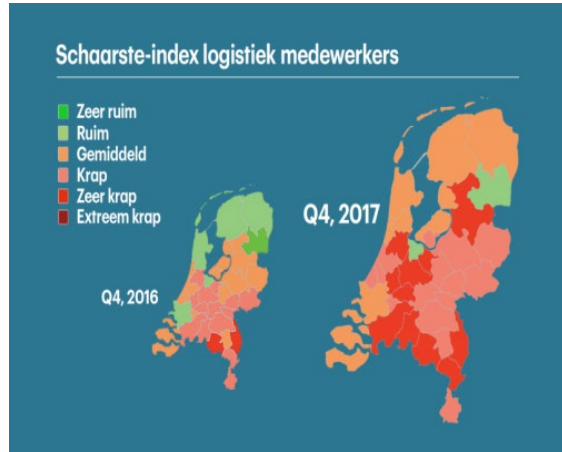 Schaarste-index logistiek medewerkers
Zeer ruim
Ruim
Gemiddeld
Krap
Zeer krap
Extreem krap
Q4, 2016
Q4, 2017